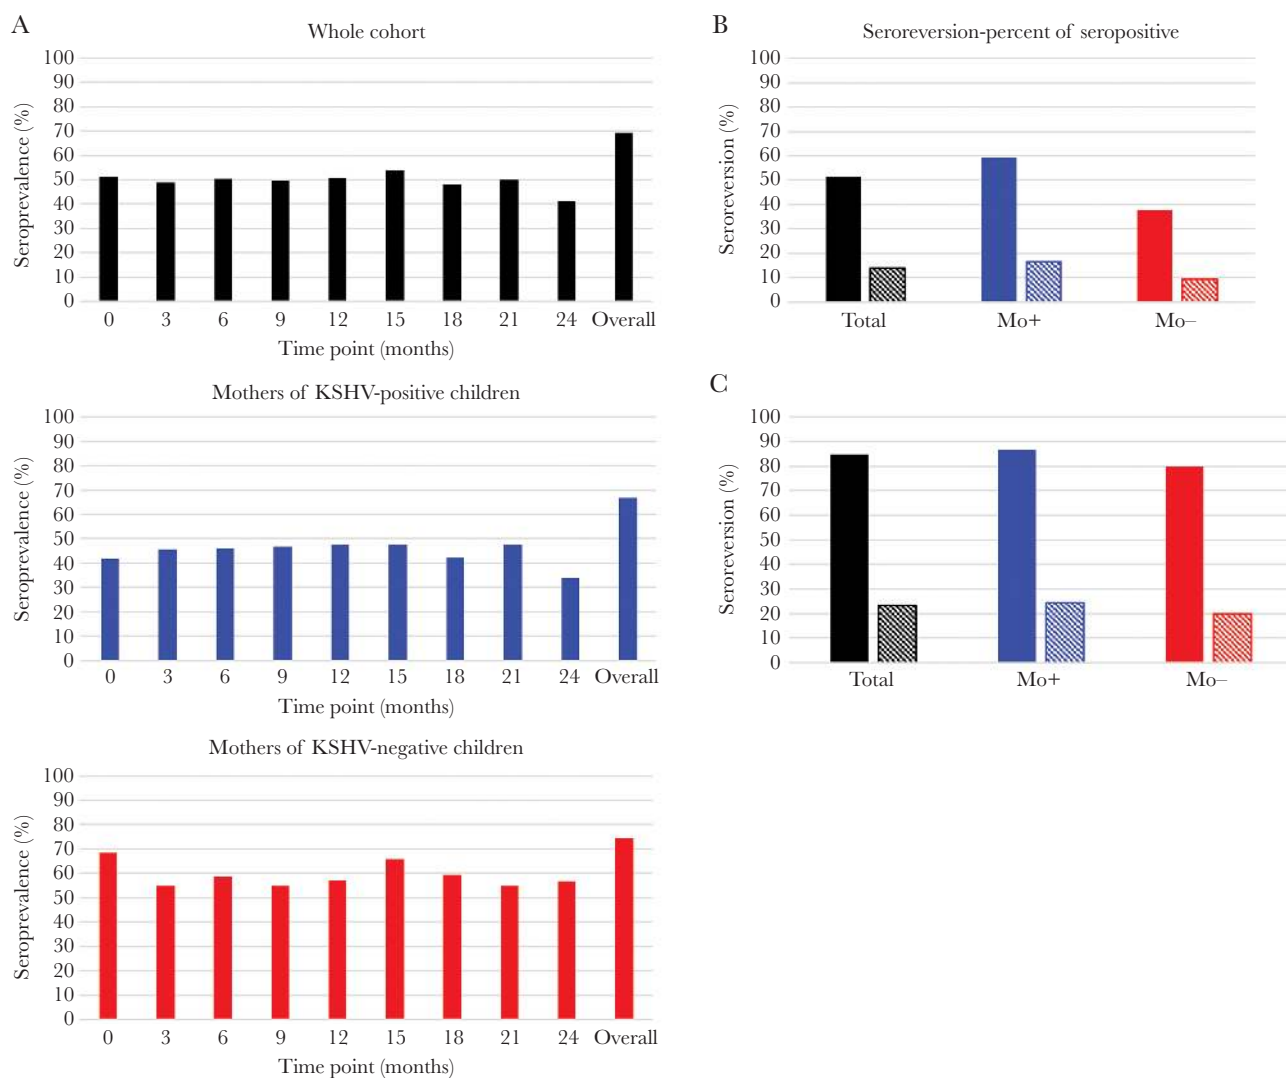 A
Whole cohort
Seroprevalence (%)
100
90
80
70
60
50
40
30
20
10
0
0 3 6 9 12 15 18 21 24 Overall
Time point (months)
Mothers of KSHV-positive children
Seroprevalence (%)
100
90
80
70
60
50
40
30
20
10
0
0 3 6 9 12 15 18 21 24 Overall
Time point (months)
Mothers of KSHV-negative children
Seroprevalence (%)
100
90
80
70
60
50
40
30
20
10
0
0 3 6 9 12 15 18 21 24 Overall
Time point (months)
B
Seroreversion-percent of seropositive
Seroreversion (%)
100
90
80
70
60
50
40
30
20
10
0
Total Mo+ Mo–
C
Seroreversion (%)
100
90
80
70
60
50
40
30
20
10
0
Total Mo+ Mo–